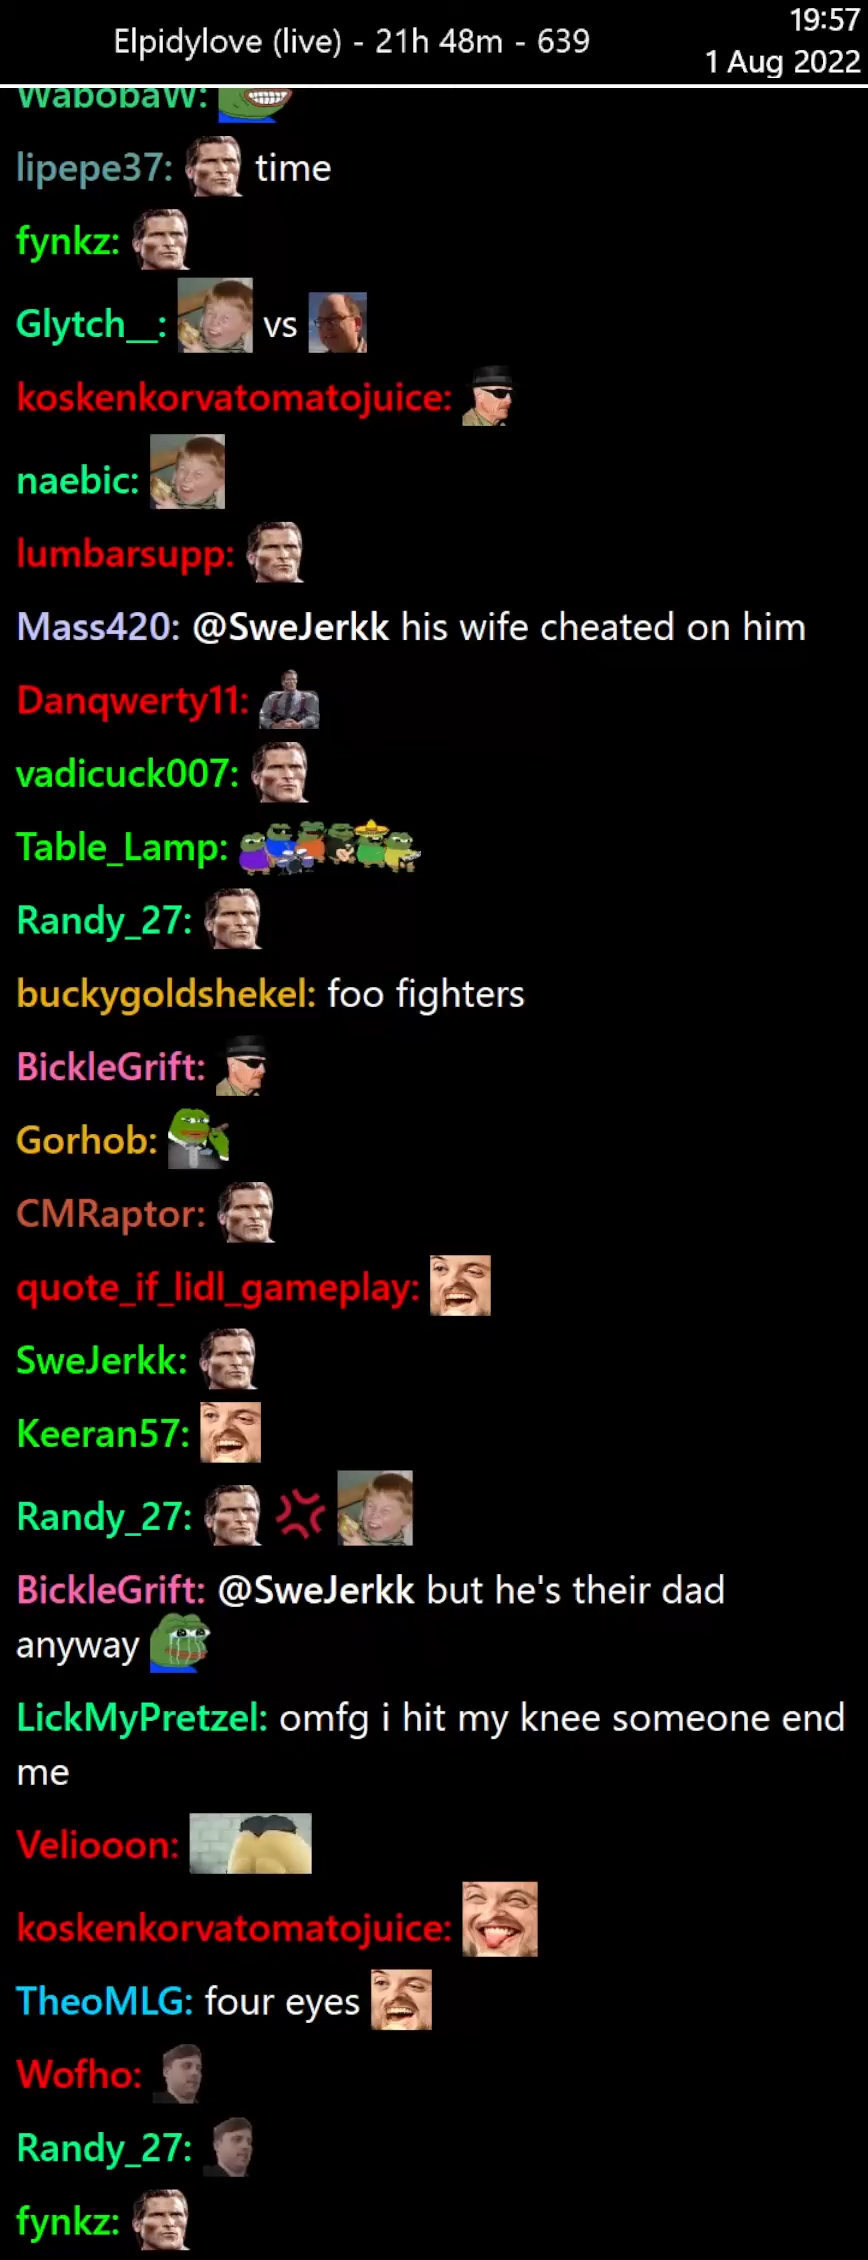 Elpidylove (live) - 21h 48m - 639
19:57
1 Aug 2022
WabobaW:
lipepe37: time
fynkz:
Glytch__: vs
koskenkorvatomatojuice:
naebic:
lumbarsupp:
Mass420: @SweJerkk his wife cheated on him
Danqwerty11:
vadicuck007:
Table_Lamp:
Randy_27:
buckygoldshekel: foo fighters
BickleGrift:
Gorhob:
CMRaptor:
quote_if_lidl_gameplay:
SweJerkk:
Keeran57:
Randy_27:
BickleGrift: @SweJerkk but he's their dad
anyway
LickMyPretzel: omfg i hit my knee someone end
me
Veliooon:
koskenkorvatomatojuice:
TheoMLG: four eyes
Wofho:
Randy_27:
fynkz: